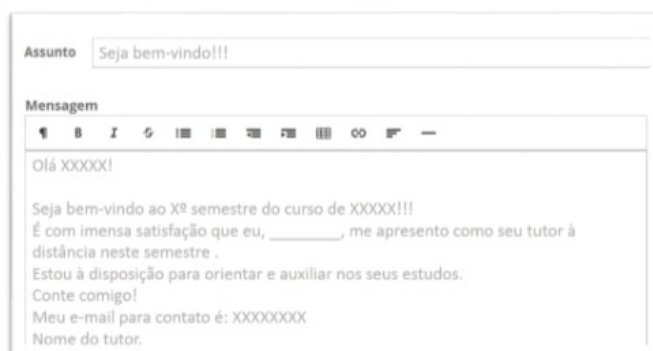 Assunto Seja bem-vindo!!!
Mensagem
B I S
Olá XXXXX!
Seja bem-vindo ao Xº semestre do curso de XXXXX!!!
É com imensa satisfação que eu, _________, me apresento como seu tutor à
distância neste semestre .
Estou à disposição para orientar e auxiliar nos seus estudos.
Conte comigo!
Meu e-mail para contato é: XXXXXXXX
Nome do tutor.